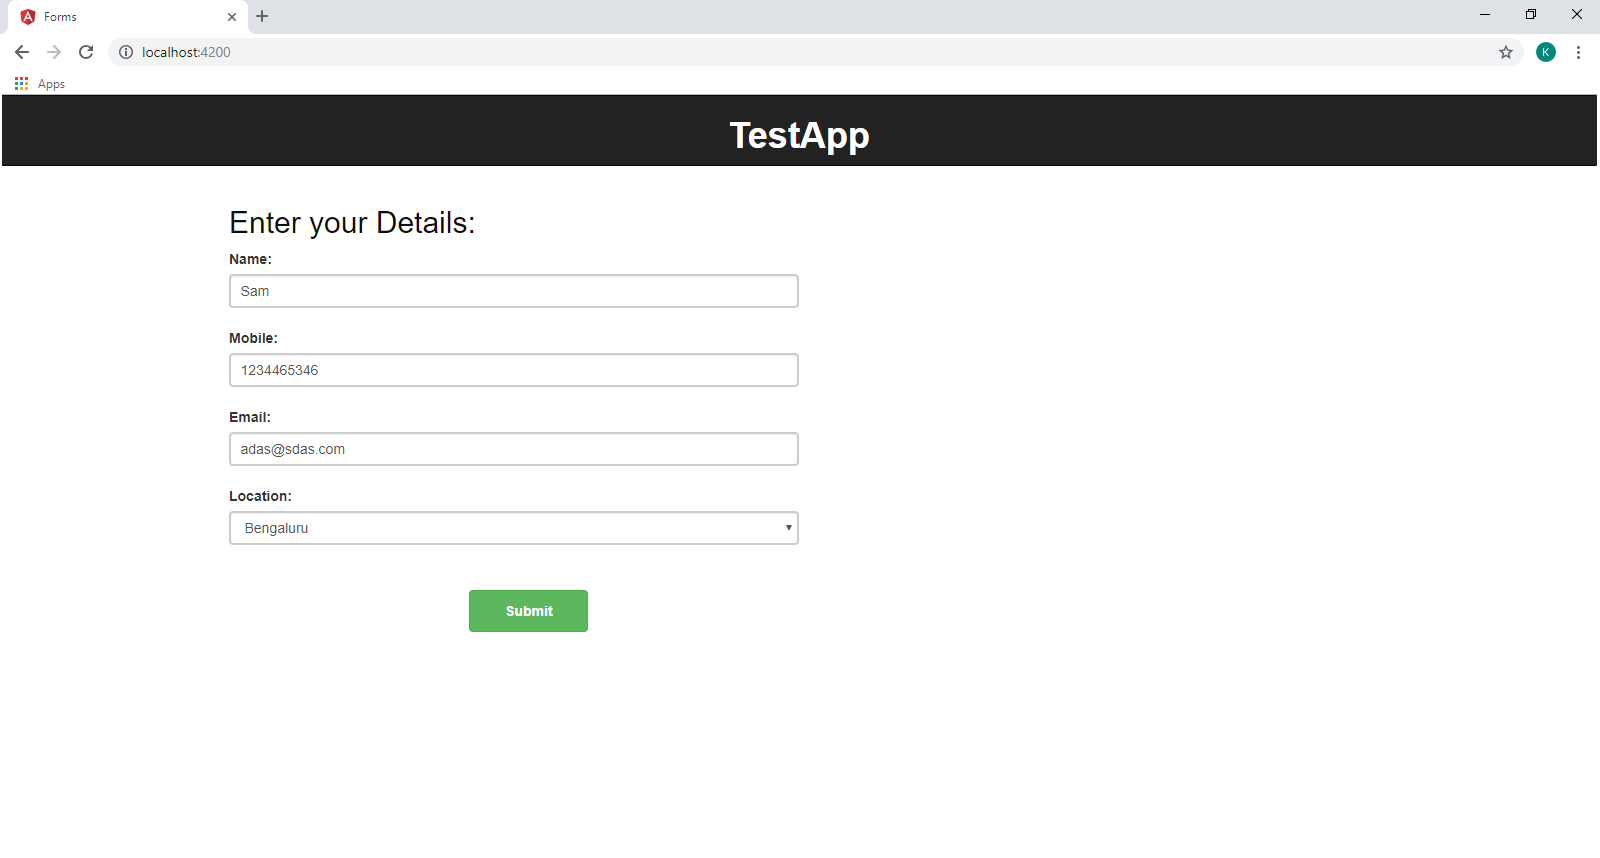 Forms
localhost:4200
K
Apps
TestApp
Enter your Details:
Name:
Sam
Mobile:
1234465346
Email:
adas@sdas.com
Location:
Bengaluru
Submit